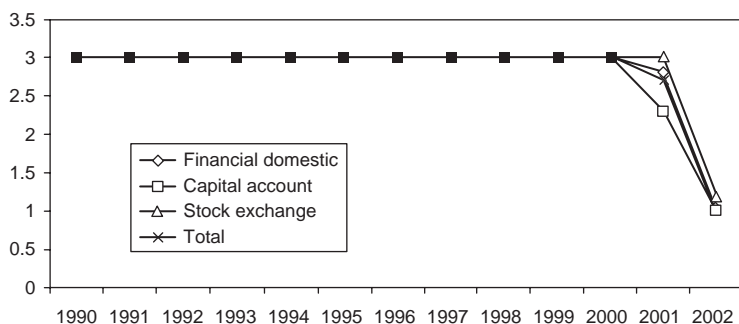 3.5
3
2.5
2
1.5
1
0.5
0
Financial domestic
Capital account
Stock exchange
Total
1990 1991 1992 1993 1994 1995 1996 1997 1998 1999 2000 2001 2002